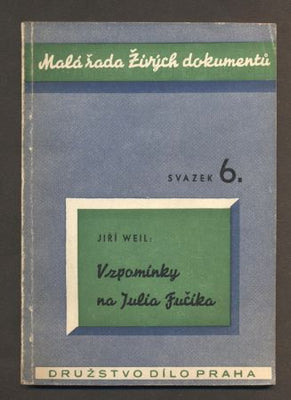 Malá řada Živých dokumentů
SVAZEK 6.
JIŘÍ WEIL:
Vzpomínky
na Julia Fučíka
DRUŽSTVO DÍLO PRAHA